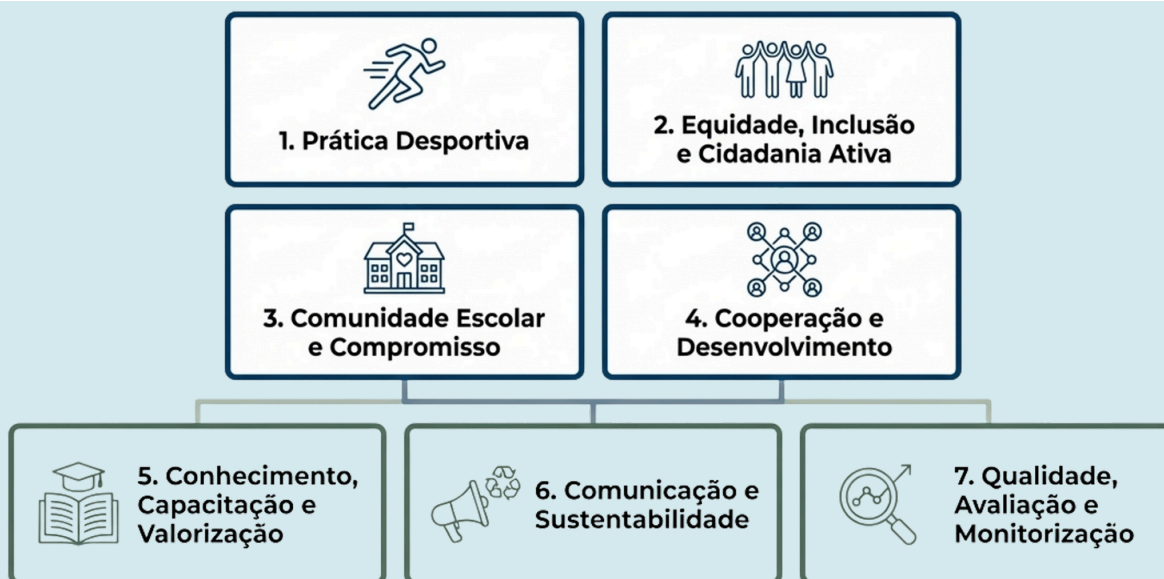 1. Prática Desportiva
2. Equidade, Inclusão
e Cidadania Ativa
3. Comunidade Escolar
e Compromisso
4. Cooperação e
Desenvolvimento
5. Conhecimento,
Capacitação e
Valorização
6. Comunicação e
Sustentabilidade
7. Qualidade,
Avaliação e
Monitorização